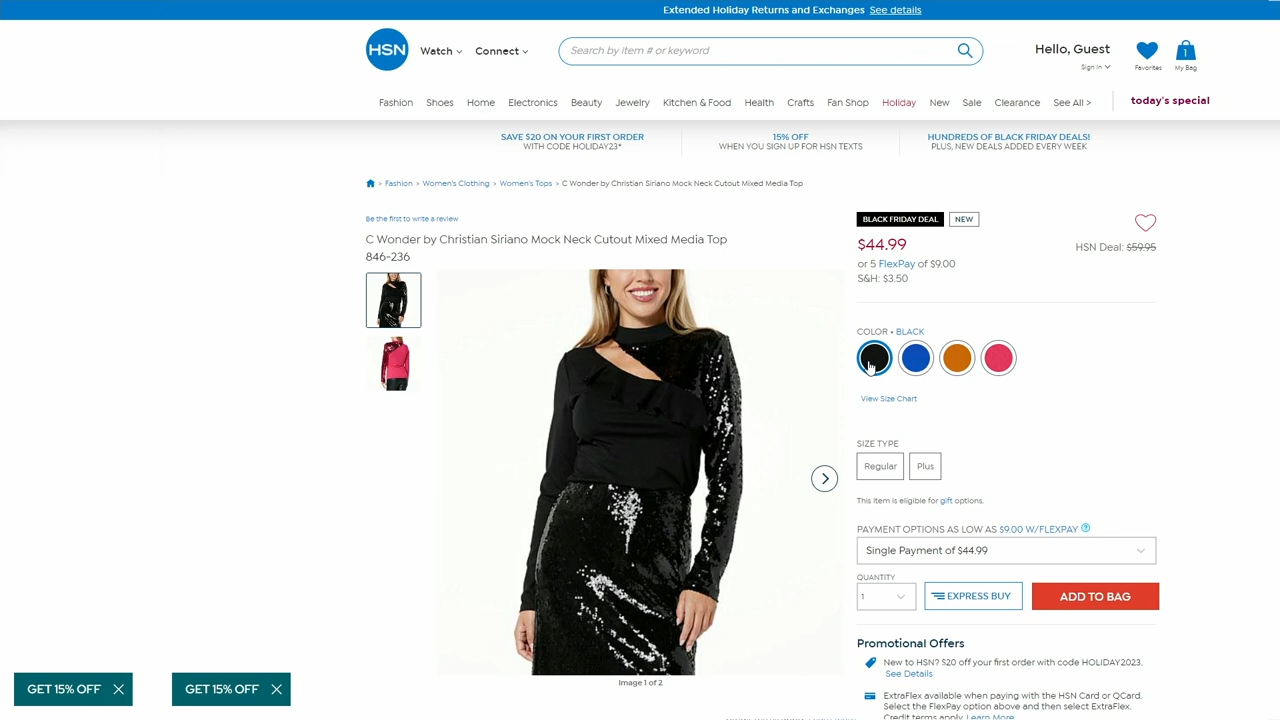 Extended Holiday Returns and Exchanges See details
HSN
Watch
Connect
Search by item # or keyword
Hello, Guest
Sign In
Favorites
1
My Bag
Fashion Shoes Home Electronics Beauty Jewelry Kitchen & Food Health Crafts Fan Shop Holiday New Sale Clearance See All > today's special
SAVE $20 ON YOUR FIRST ORDER
WITH CODE HOLIDAY23*
15% OFF
WHEN YOU SIGN UP FOR HSN TEXTS
HUNDREDS OF BLACK FRIDAY DEALS!
PLUS, NEW DEALS ADDED EVERY WEEK
> Fashion > Women's Clothing > Women's Tops > C Wonder by Christian Siriano Mock Neck Cutout Mixed Media Top
Be the first to write a review
C Wonder by Christian Siriano Mock Neck Cutout Mixed Media Top
846-236
Image 1 of 2
BLACK FRIDAY DEAL NEW
$44.99
HSN Deal: $59.95
or 5 FlexPay of $9.00
S&H: $3.50
COLOR • BLACK
View Size Chart
SIZE TYPE
Regular Plus
This item is eligible for gift options.
PAYMENT OPTIONS AS LOW AS $9.00 W/FLEXPAY ?
Single Payment of $44.99
QUANTITY
1
EXPRESS BUY
ADD TO BAG
Promotional Offers
New to HSN? $20 off your first order with code HOLIDAY2023.
See Details
ExtraFlex available when paying with the HSN Card or QCard.
Select the FlexPay option above and then select ExtraFlex.
Credit terms apply. Learn More
GET 15% OFF
GET 15% OFF